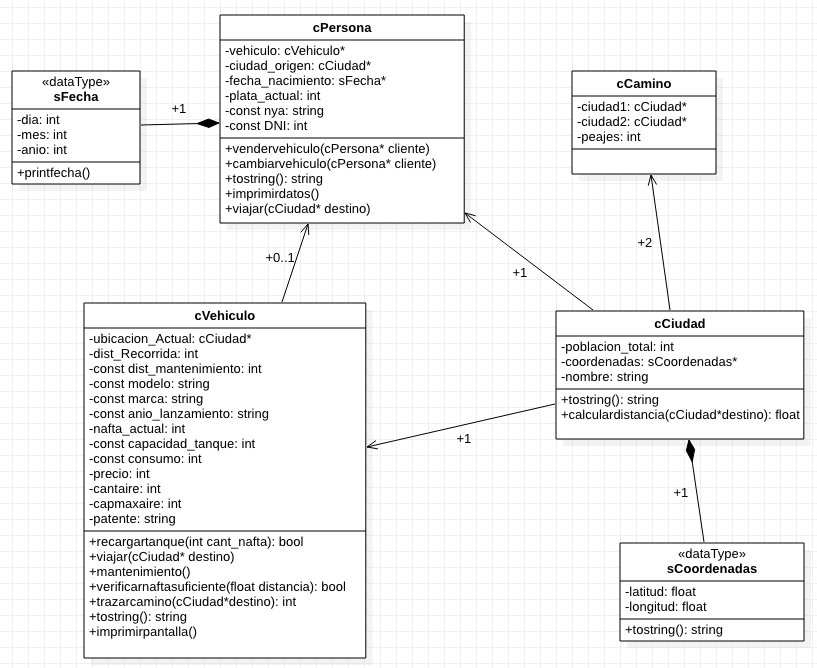 cPersona
-vehiculo: cVehiculo*
-ciudad_origen: cCiudad*
-fecha_nacimiento: sFecha*
-plata_actual: int
-const nya: string
-const DNI: int
+vendervehiculo(cPersona* cliente)
+cambiarvehiculo(cPersona* cliente)
+tostring(): string
+imprimirdatos()
+viajar(cCiudad* destino)
«dataType»
sFecha
-dia: int
-mes: int
-anio: int
+printfecha()
+1
cCamino
-ciudad1: cCiudad*
-ciudad2: cCiudad*
-peajes: int
+0..1
+1
+2
cVehiculo
-ubicacion_Actual: cCiudad*
-dist_Recorrida: int
-const dist_mantenimiento: int
-const modelo: string
-const marca: string
-const anio_lanzamiento: string
-nafta_actual: int
-const capacidad_tanque: int
-const consumo: int
-precio: int
-cantaire: int
-capmaxaire: int
-patente: string
+recargartanque(int cant_nafta): bool
+viajar(cCiudad* destino)
+mantenimiento()
+verificarnaftasuficiente(float distancia): bool
+trazarcamino(cCiudad*destino): int
+tostring(): string
+imprimirpantalla()
cCiudad
-poblacion_total: int
-coordenadas: sCoordenadas*
-nombre: string
+tostring(): string
+calculardistancia(cCiudad*destino): float
+1
+1
«dataType»
sCoordenadas
-latitud: float
-longitud: float
+tostring(): string